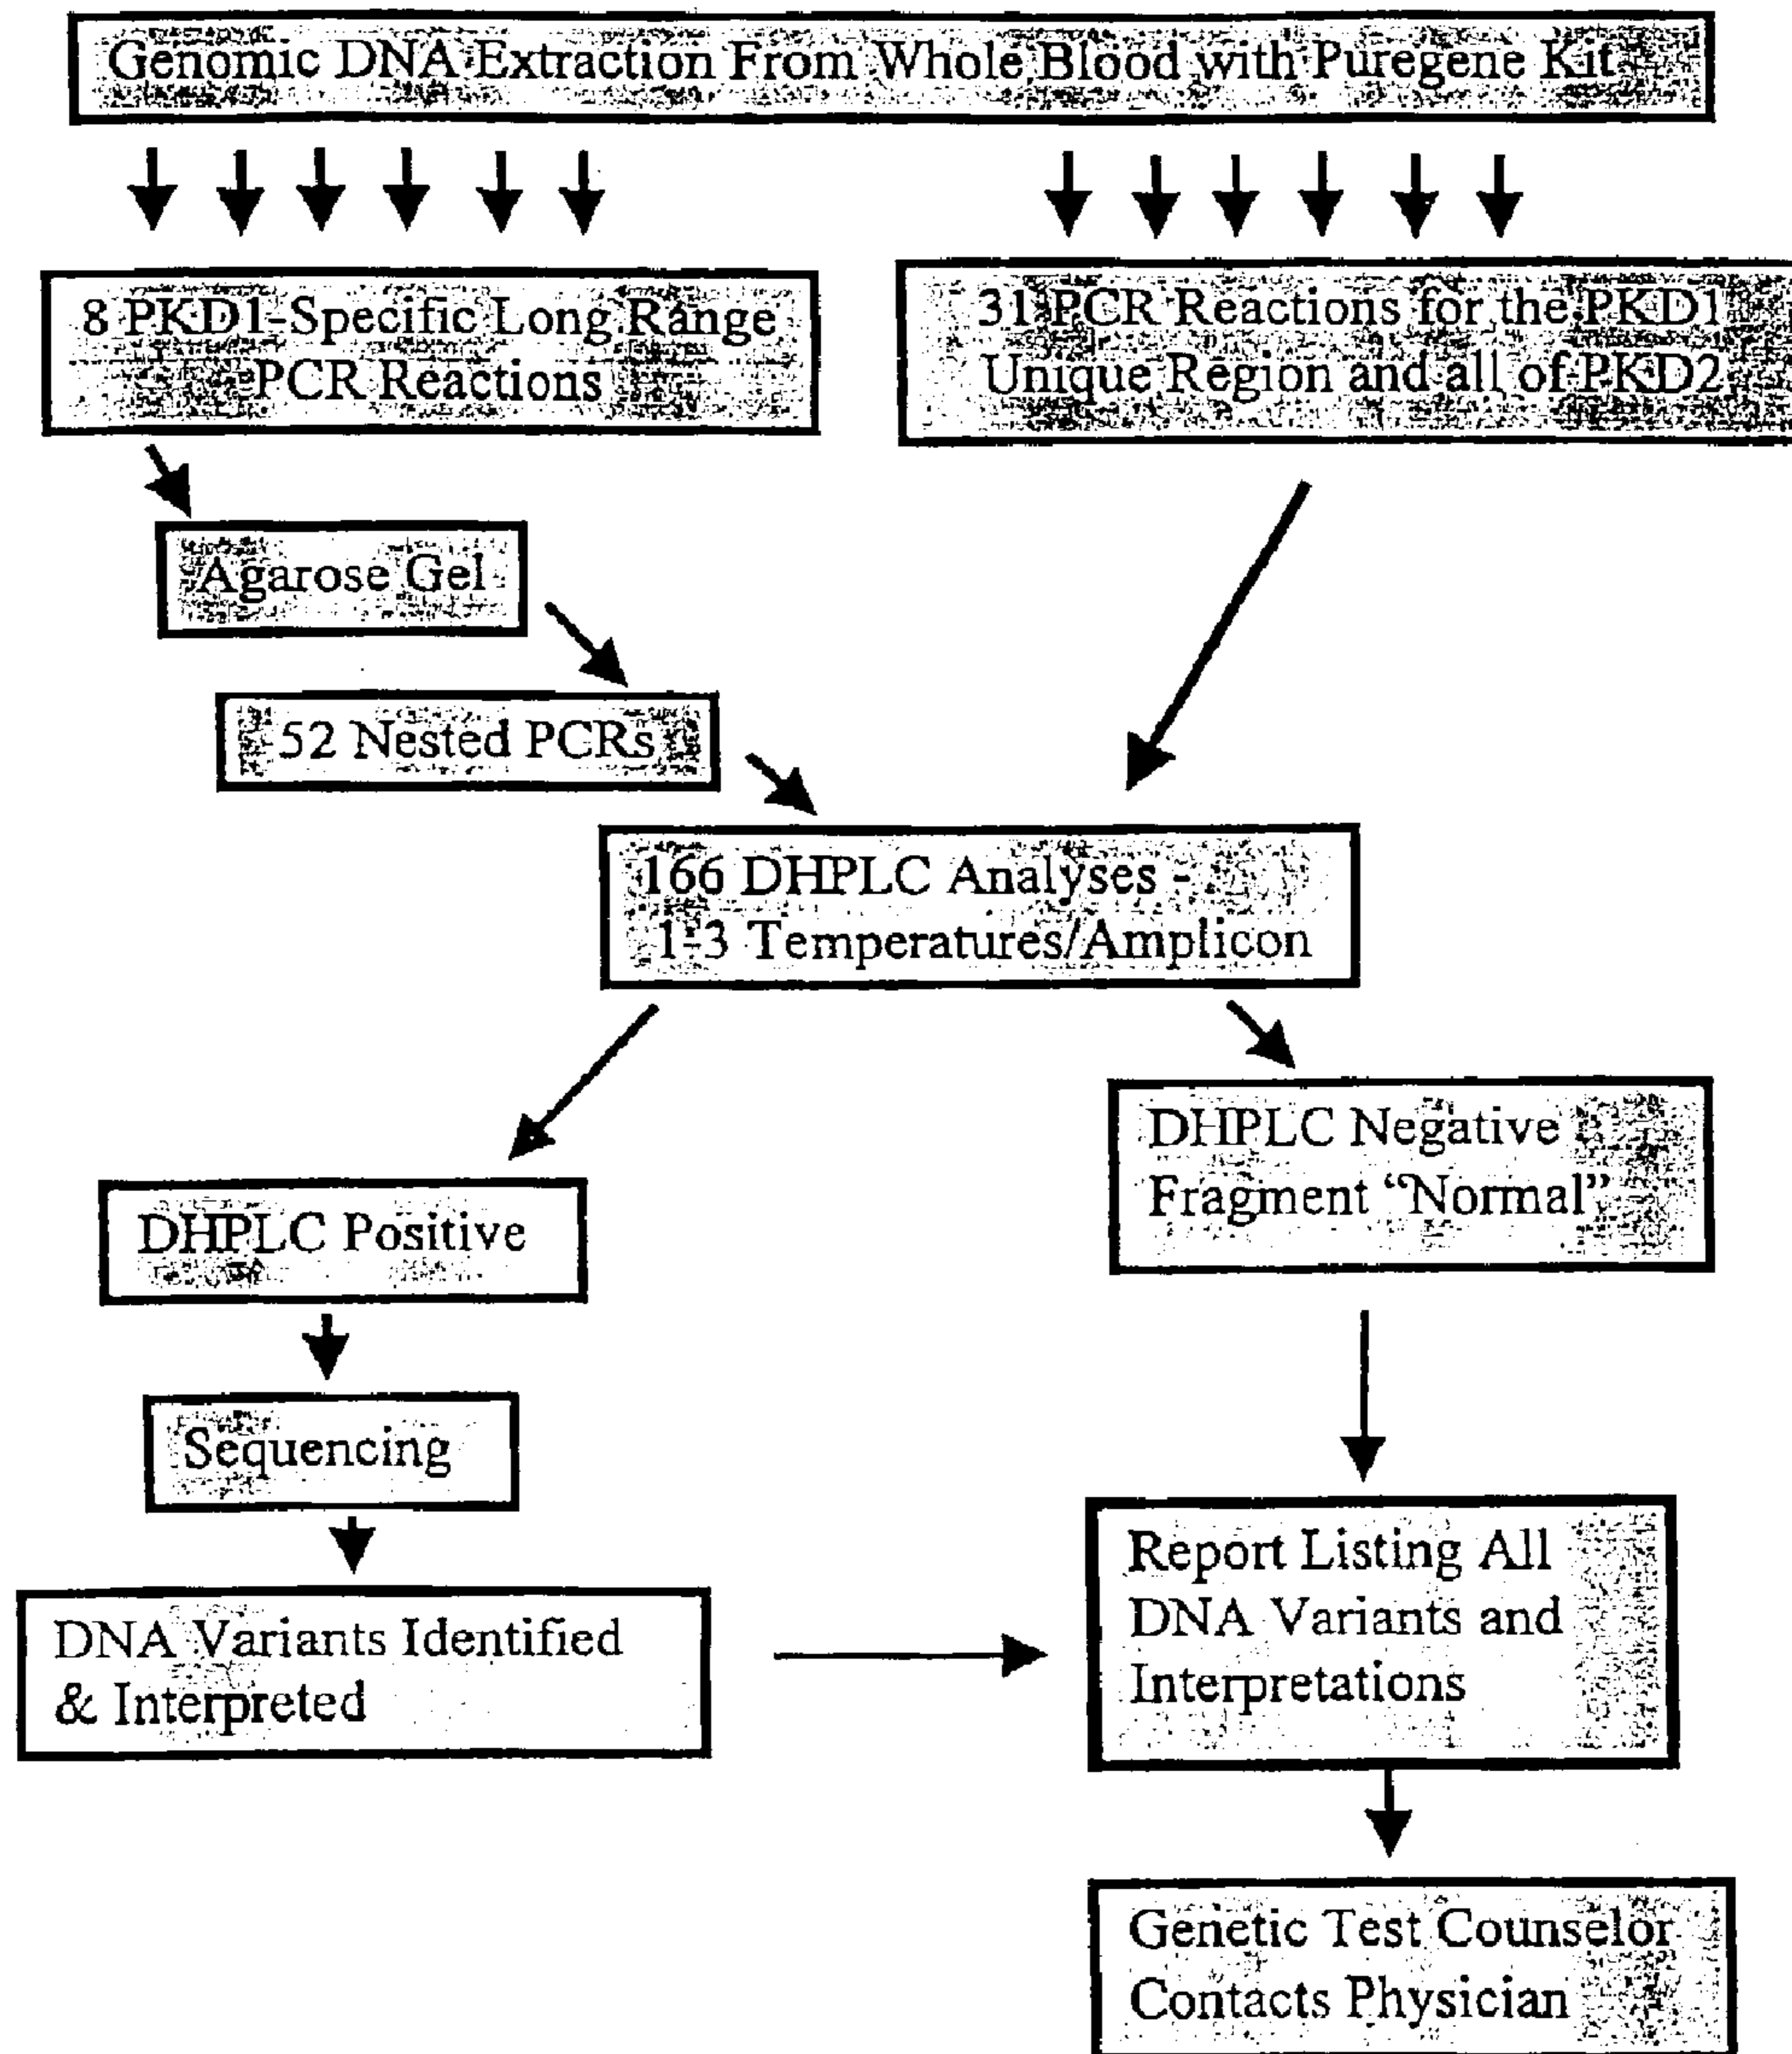 Genomic DNA Extraction From Whole Blood with Puregene Kit
8 PKD1-Specific Long Range
PCR Reactions
31 PCR Reactions for the PKD1
Unique Region and all of PKD2
Agarose Gel
52 Nested PCRs
166 DHPLC Analyses -
1-3 Temperatures/Amplicon
DHPLC Positive
DHPLC Negative
Fragment “Normal”
Sequencing
DNA Variants Identified
& Interpreted
Report Listing All
DNA Variants and
Interpretations
Genetic Test Counselor
Contacts Physician